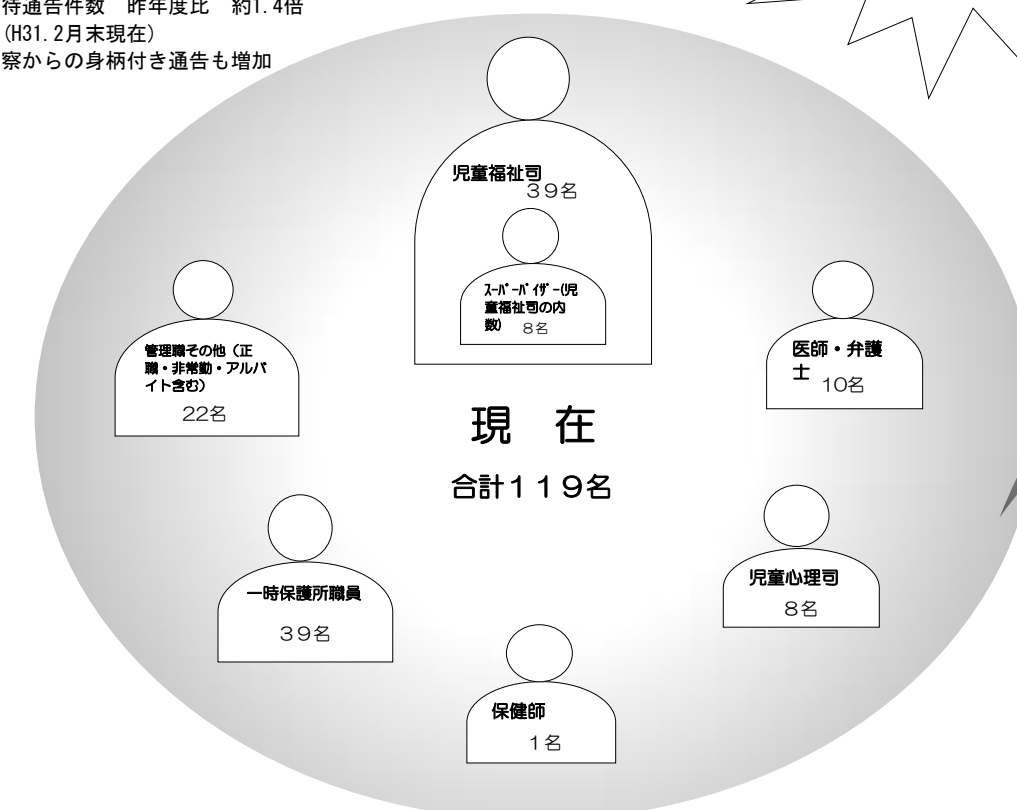 待通告件数　昨年度比　約1.4倍
(H31.2月末現在)
察からの身柄付き通告も増加
児童福祉司
39名
ｽｰﾊﾟｰﾊﾞｲｻﾞｰ(児
童福祉司の内
数) 8名
管理職その他（正
職・非常勤・アルバ
イト含む）
22名
医師・弁護
士 10名
現　在
合計119名
一時保護所職員
39名
児童心理司
8名
保健師
1名